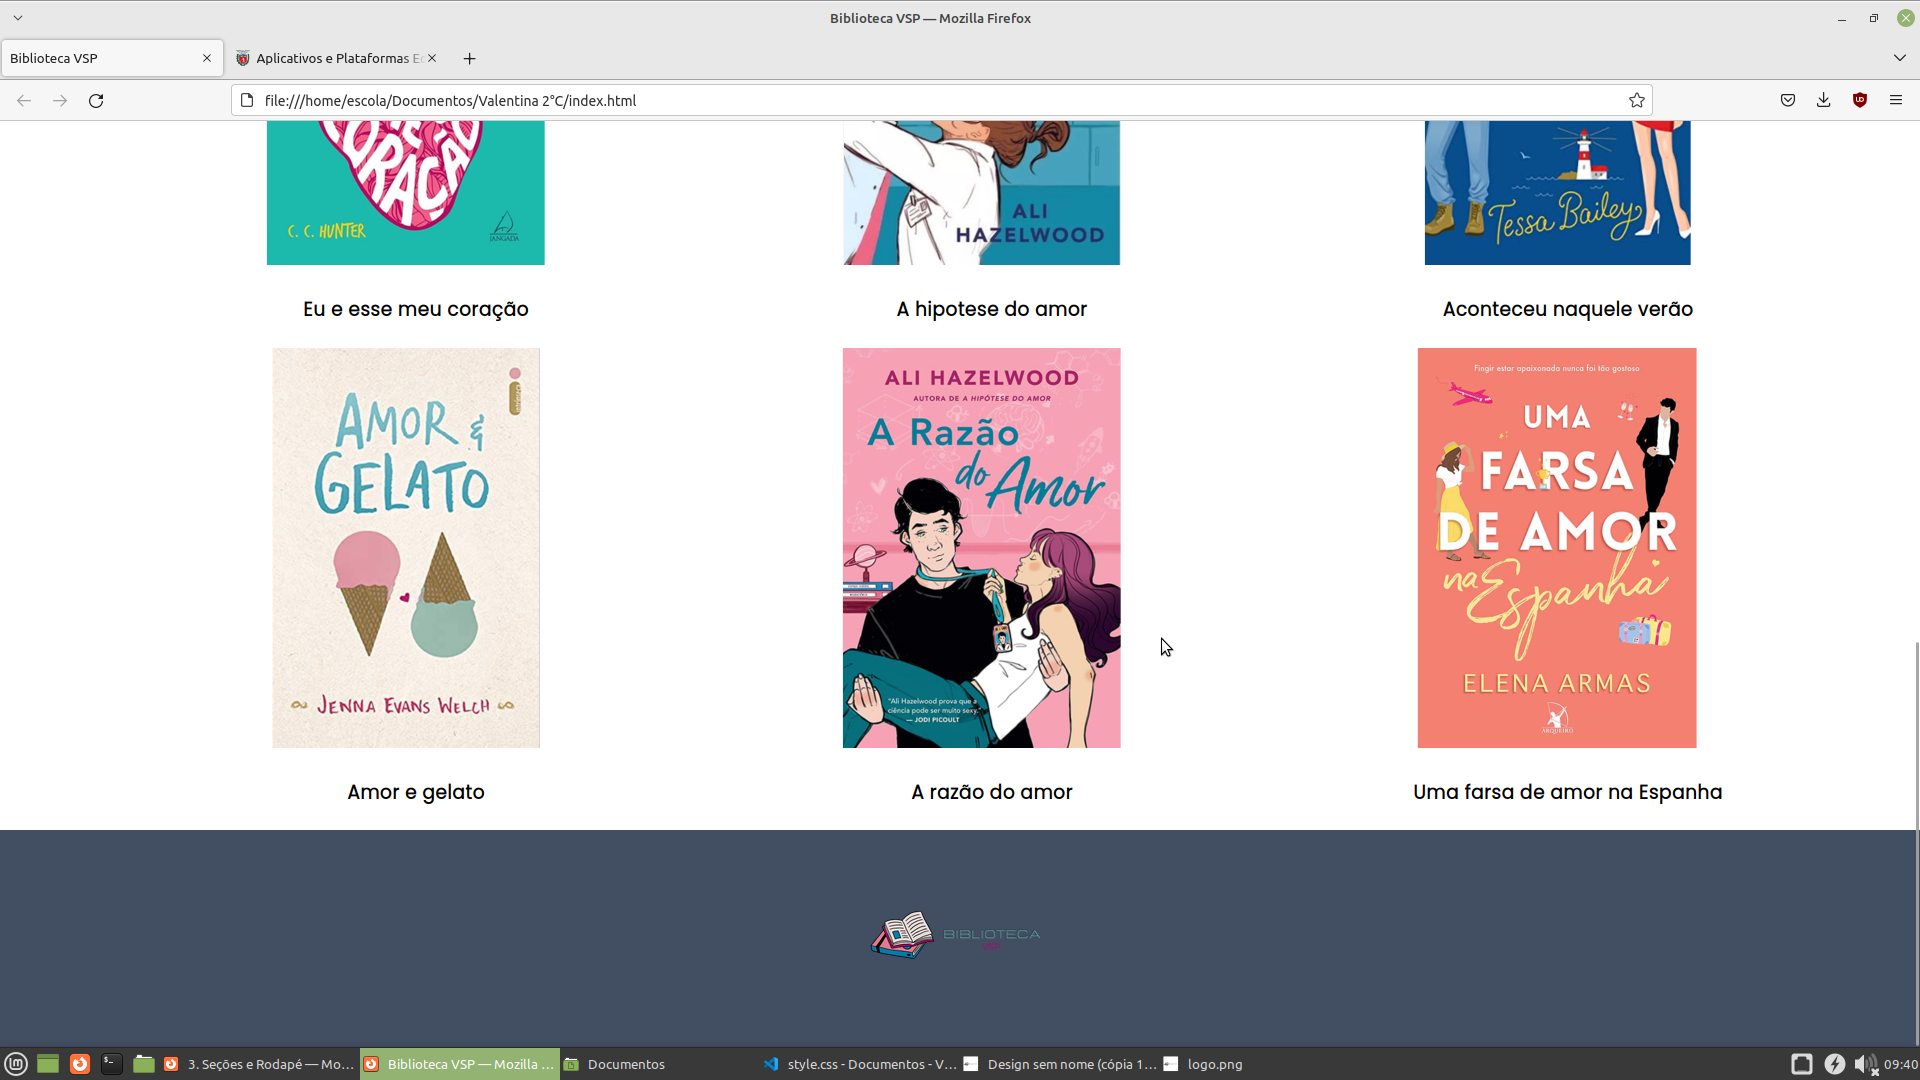 Biblioteca VSP — Mozilla Firefox
Biblioteca VSP
Aplicativos e Plataformas Ed
file:///home/escola/Documentos/Valentina 2°C/index.html
ORAÇÃO
C. C. HUNTER
JANGADA
ALI
HAZELWOOD
Tessa Bailey
Eu e esse meu coração
A hipotese do amor
Aconteceu naquele verão
AMOR &
GELATO
JENNA EVANS WELCH
ALI HAZELWOOD
AUTORA DE A HIPÓTESE DO AMOR
A Razão
do Amor
"Ali Hazelwood prova que a
ciência pode ser muito sexy."
— JODI PICOULT
Fingir estar apaixonada nunca foi tão gostoso
UMA
FARSA
DE AMOR
na Espanha
ELENA ARMAS
ARQUEIRO
Amor e gelato
A razão do amor
Uma farsa de amor na Espanha
BIBLIOTECA
VSP
3. Seções e Rodapé — Mo...
Biblioteca VSP — Mozilla ...
Documentos
style.css - Documentos - V...
Design sem nome (cópia 1...
logo.png
09:40